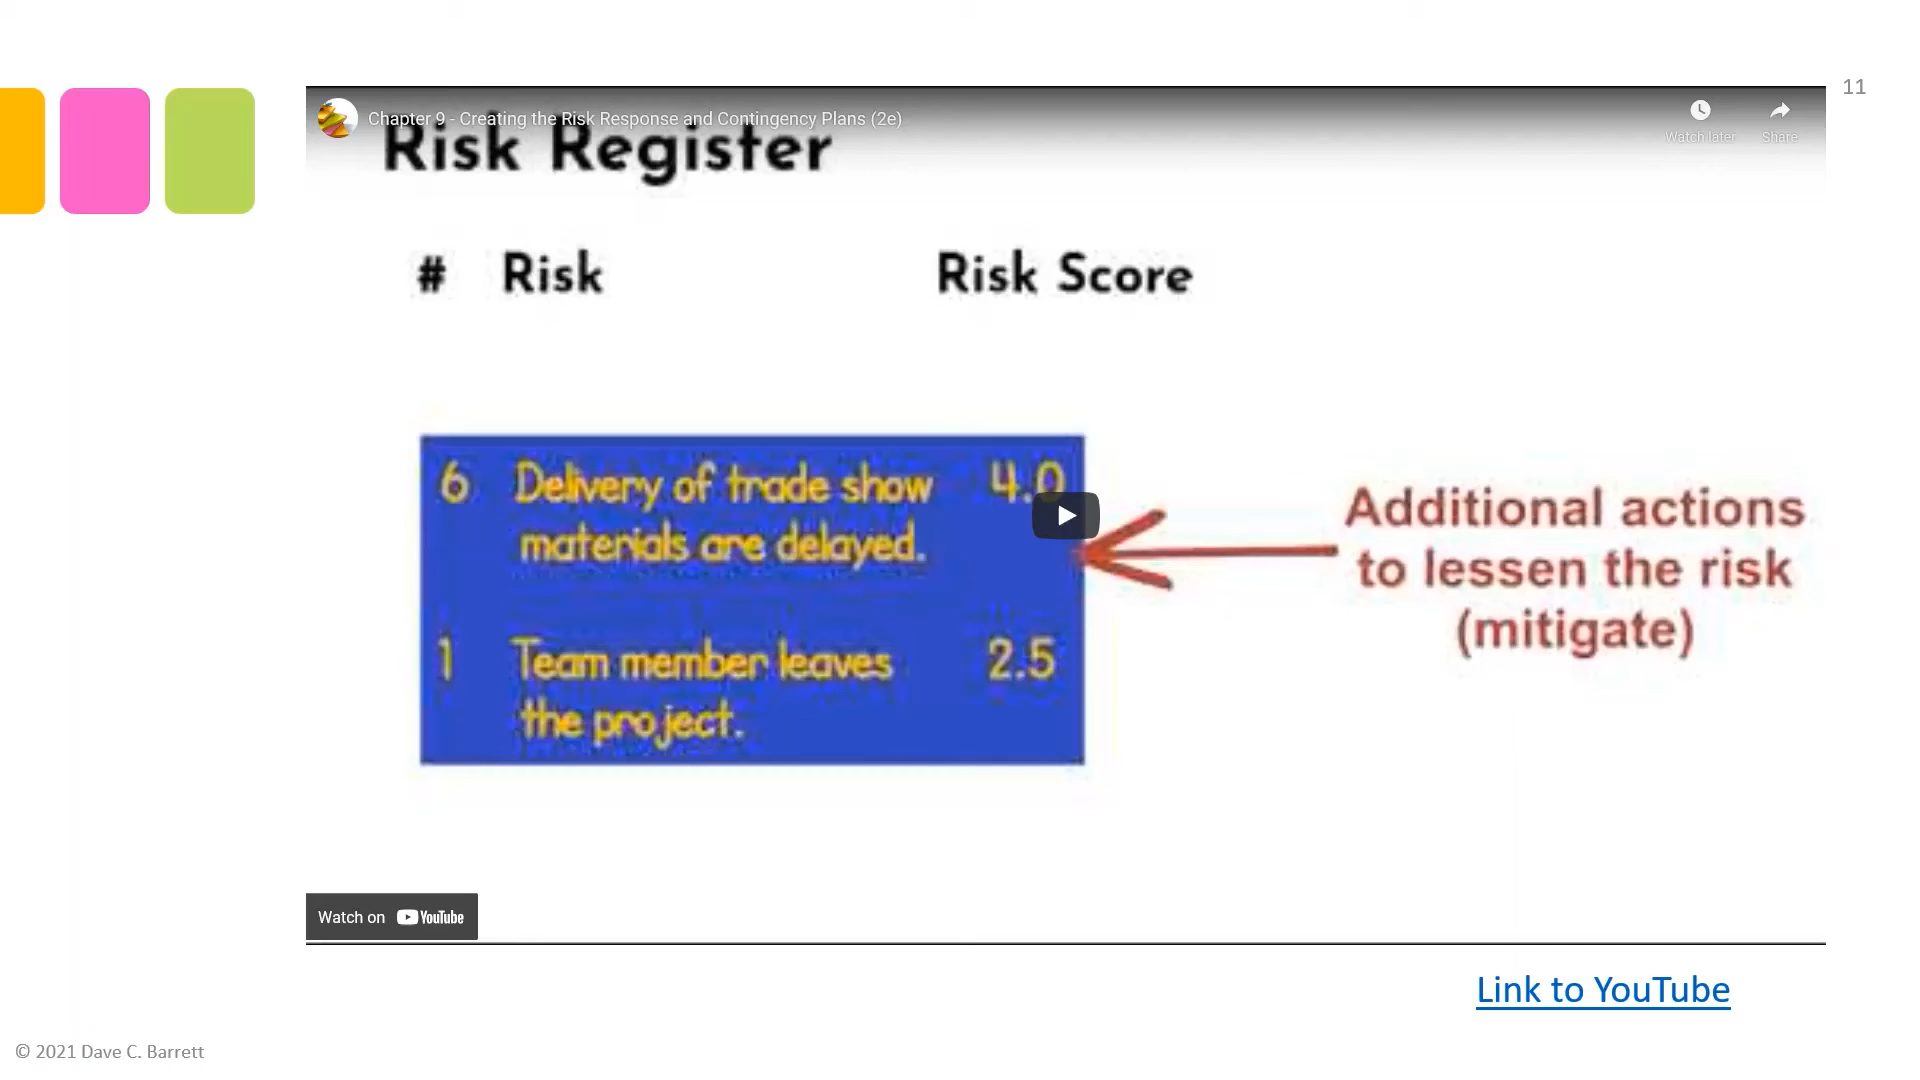 11
Chapter 9 - Creating the Risk Response and Contingency Plans (2e)
Watch later
Share
Risk Register
# Risk Risk Score
6 Delivery of trade show 4.0
materials are delayed.
1 Team member leaves 2.5
the project.
Additional actions
to lessen the risk
(mitigate)
Watch on YouTube
Link to YouTube
© 2021 Dave C. Barrett